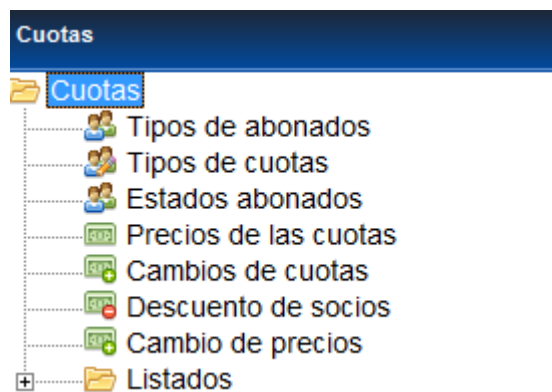 Cuotas
Cuotas
Tipos de abonados
Tipos de cuotas
Estados abonados
Precios de las cuotas
Cambios de cuotas
Descuento de socios
Cambio de precios
Listados